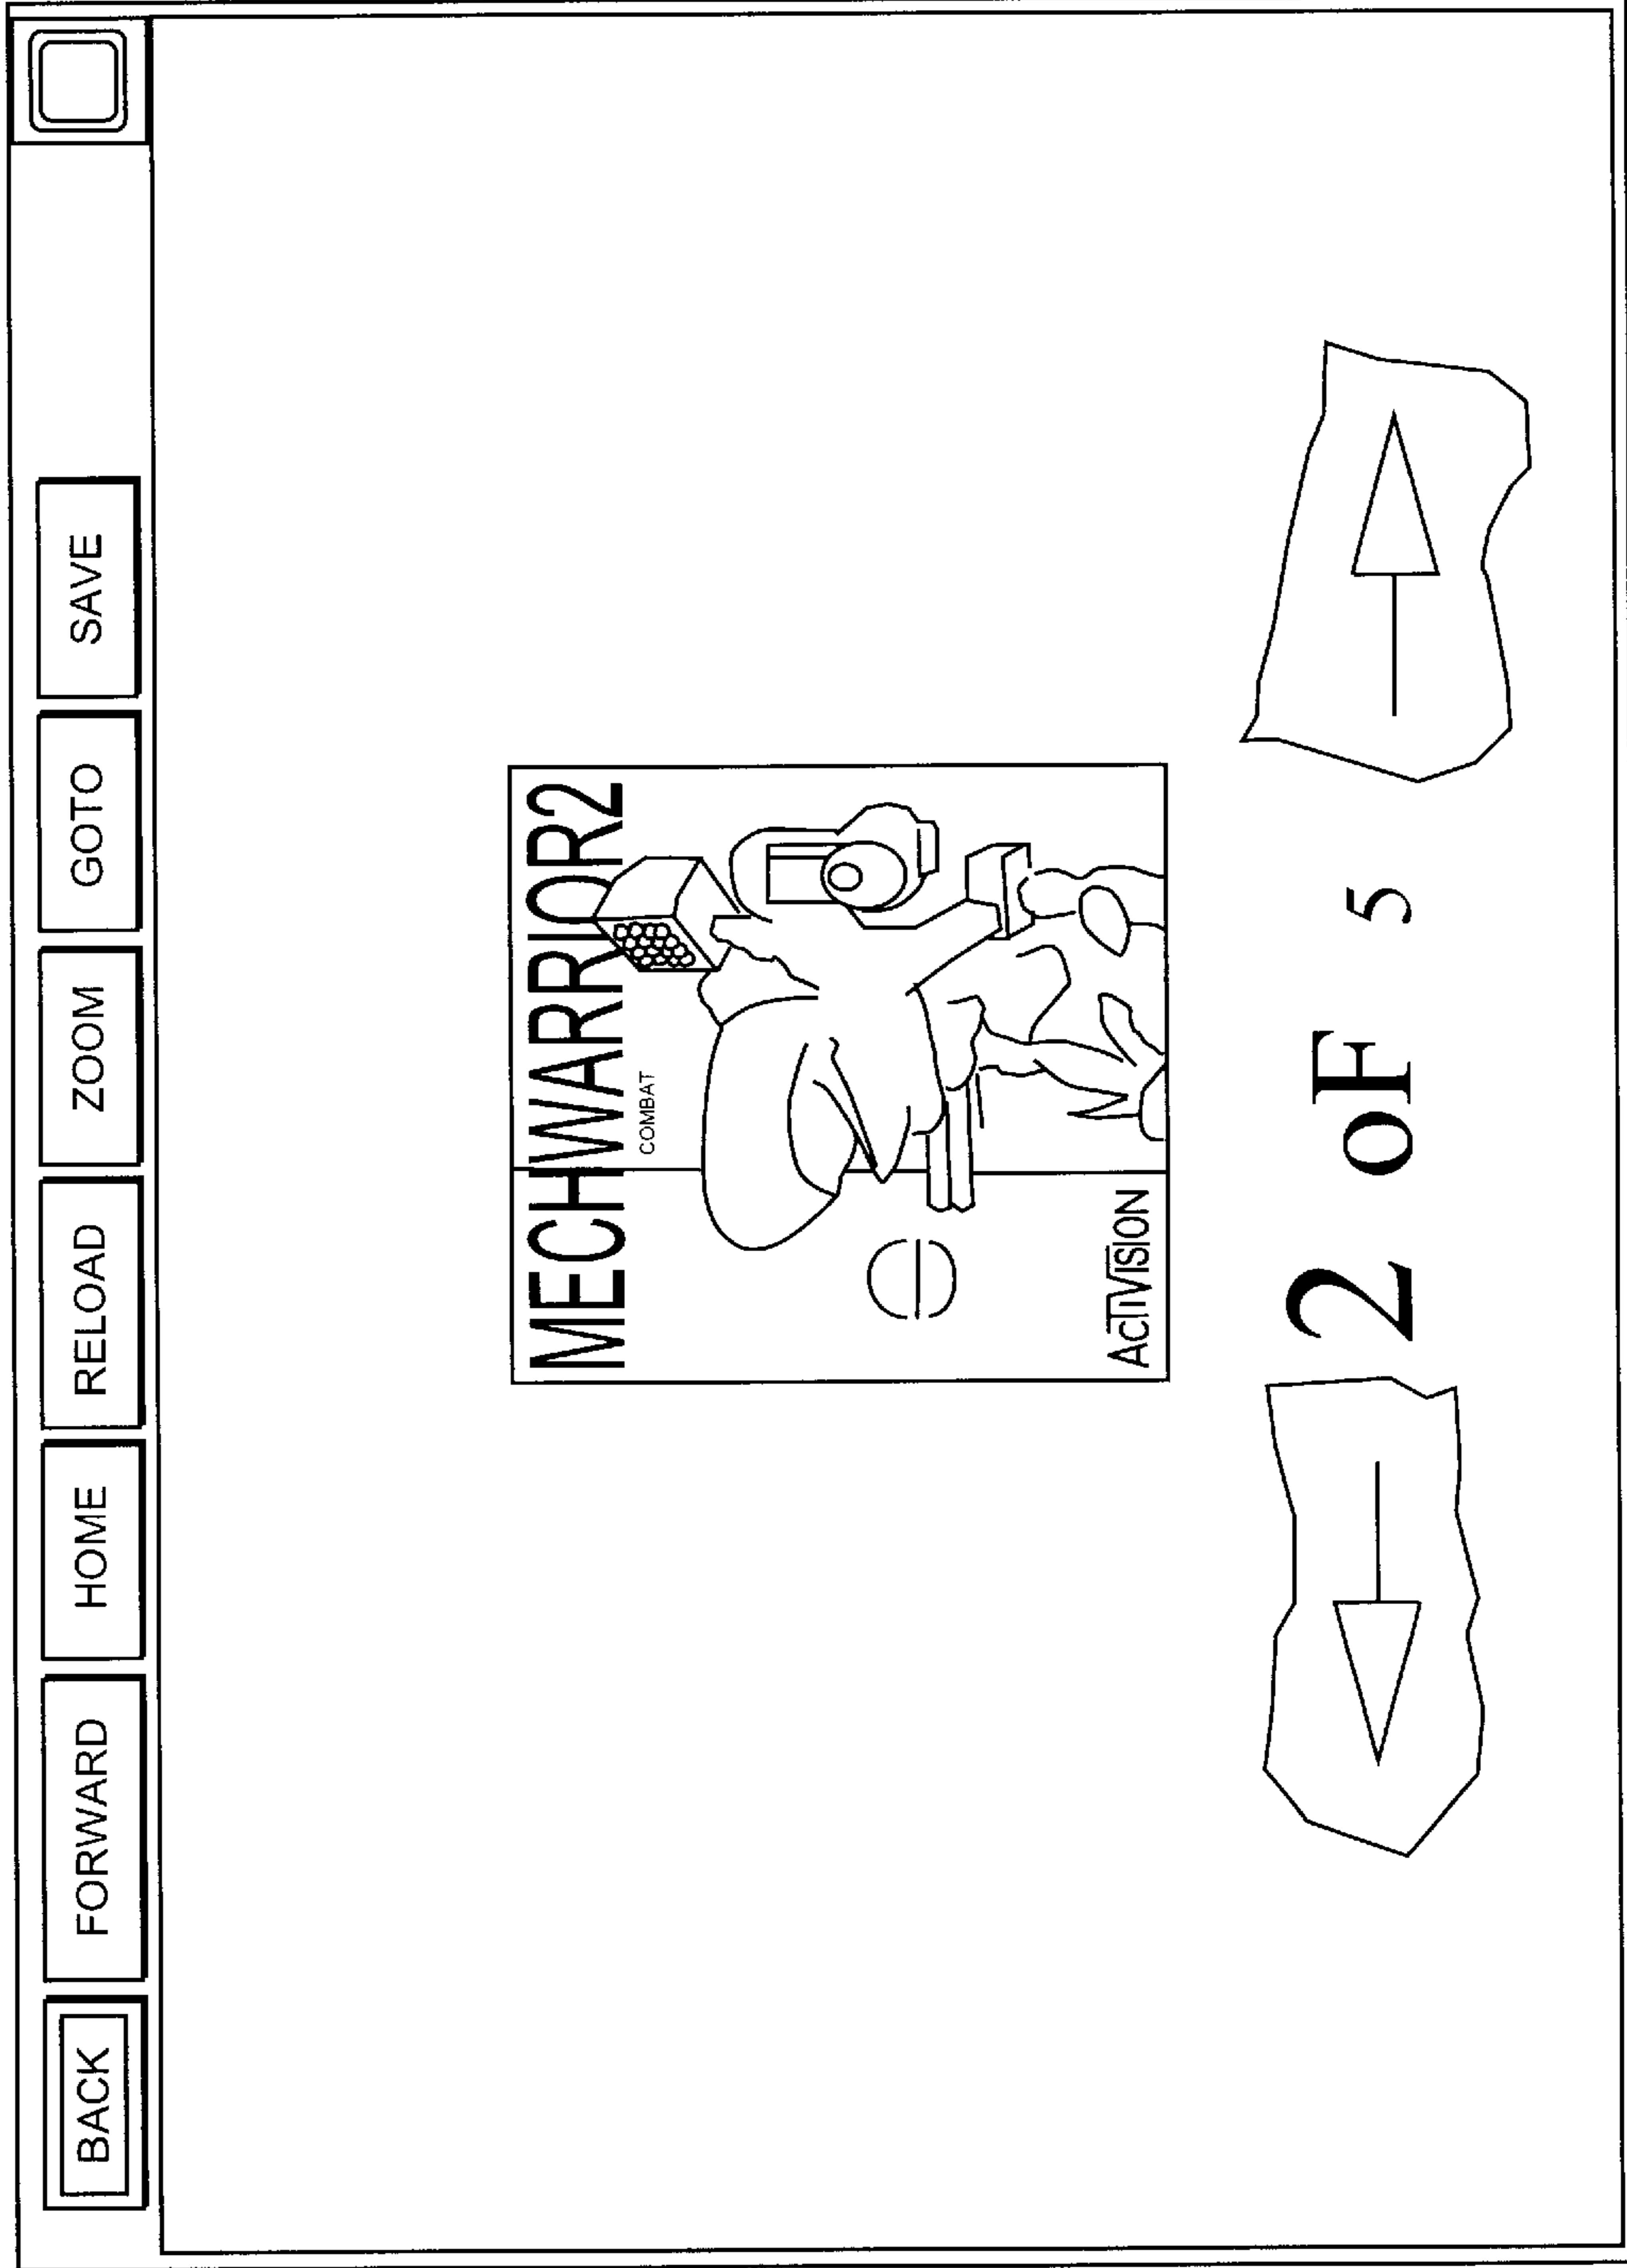 BACK FORWARD HOME RELOAD ZOOM GOTO SAVE
MECHWARRIOR2
COMBAT
ACTIVISION
2 oF 5